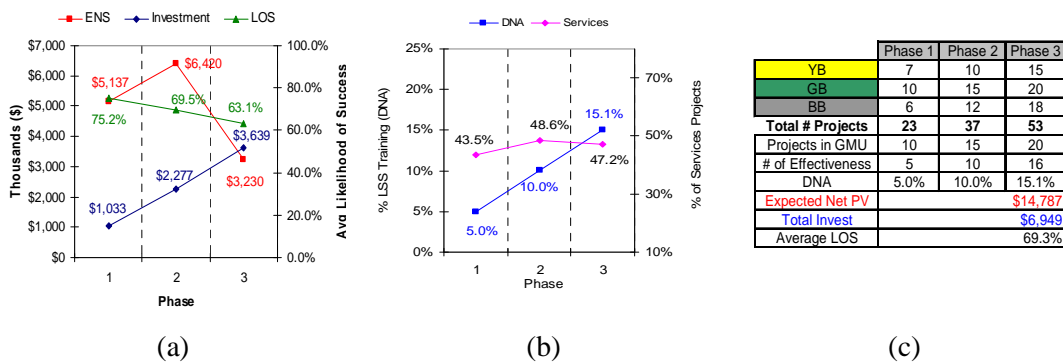 ENS Investment LOS
$7,000 100.0%
$6,000 80.0%
$5,000
$4,000 60.0%
$3,000 40.0%
$2,000 20.0%
$1,000
$0 0.0%
Thousands ($)
Avg Likelihood of Success
$5,137
$6,420
75.2%
69.5%
63.1%
$3,639
$3,230
$2,277
$1,033
1 2 3
Phase
(a)
DNA Services
25%
20%
15%
10%
5%
0%
70%
50%
30%
10%
% LSS Training (DNA)
% of Services Projects
43.5%
48.6%
15.1%
47.2%
10.0%
5.0%
1 2 3
Phase
(b)
Phase 1 Phase 2 Phase 3
YB 7 10 15
GB 10 15 20
BB 6 12 18
Total # Projects 23 37 53
Projects in GMU 10 15 20
# of Effectiveness 5 10 16
DNA 5.0% 10.0% 15.1%
Expected Net PV $14,787
Total Invest $6,949
Average LOS 69.3%
(c)